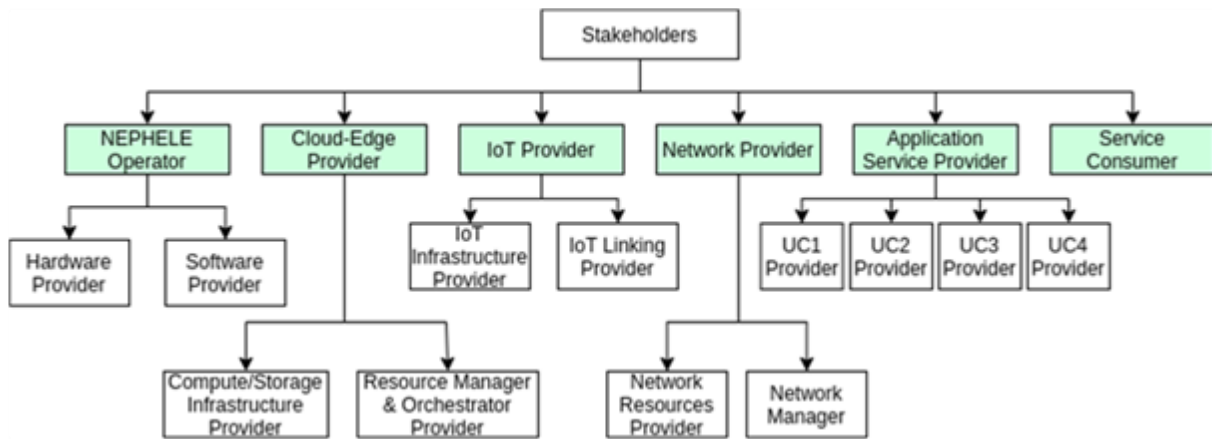 Stakeholders
NEPHELE
Operator
Cloud-Edge
Provider
IoT Provider
Network Provider
Application
Service Provider
Service
Consumer
Hardware
Provider
Software
Provider
IoT
Infrastructure
Provider
IoT Linking
Provider
UC1
Provider
UC2
Provider
UC3
Provider
UC4
Provider
Compute/Storage
Infrastructure
Provider
Resource Manager
& Orchestrator
Provider
Network
Resources
Provider
Network
Manager